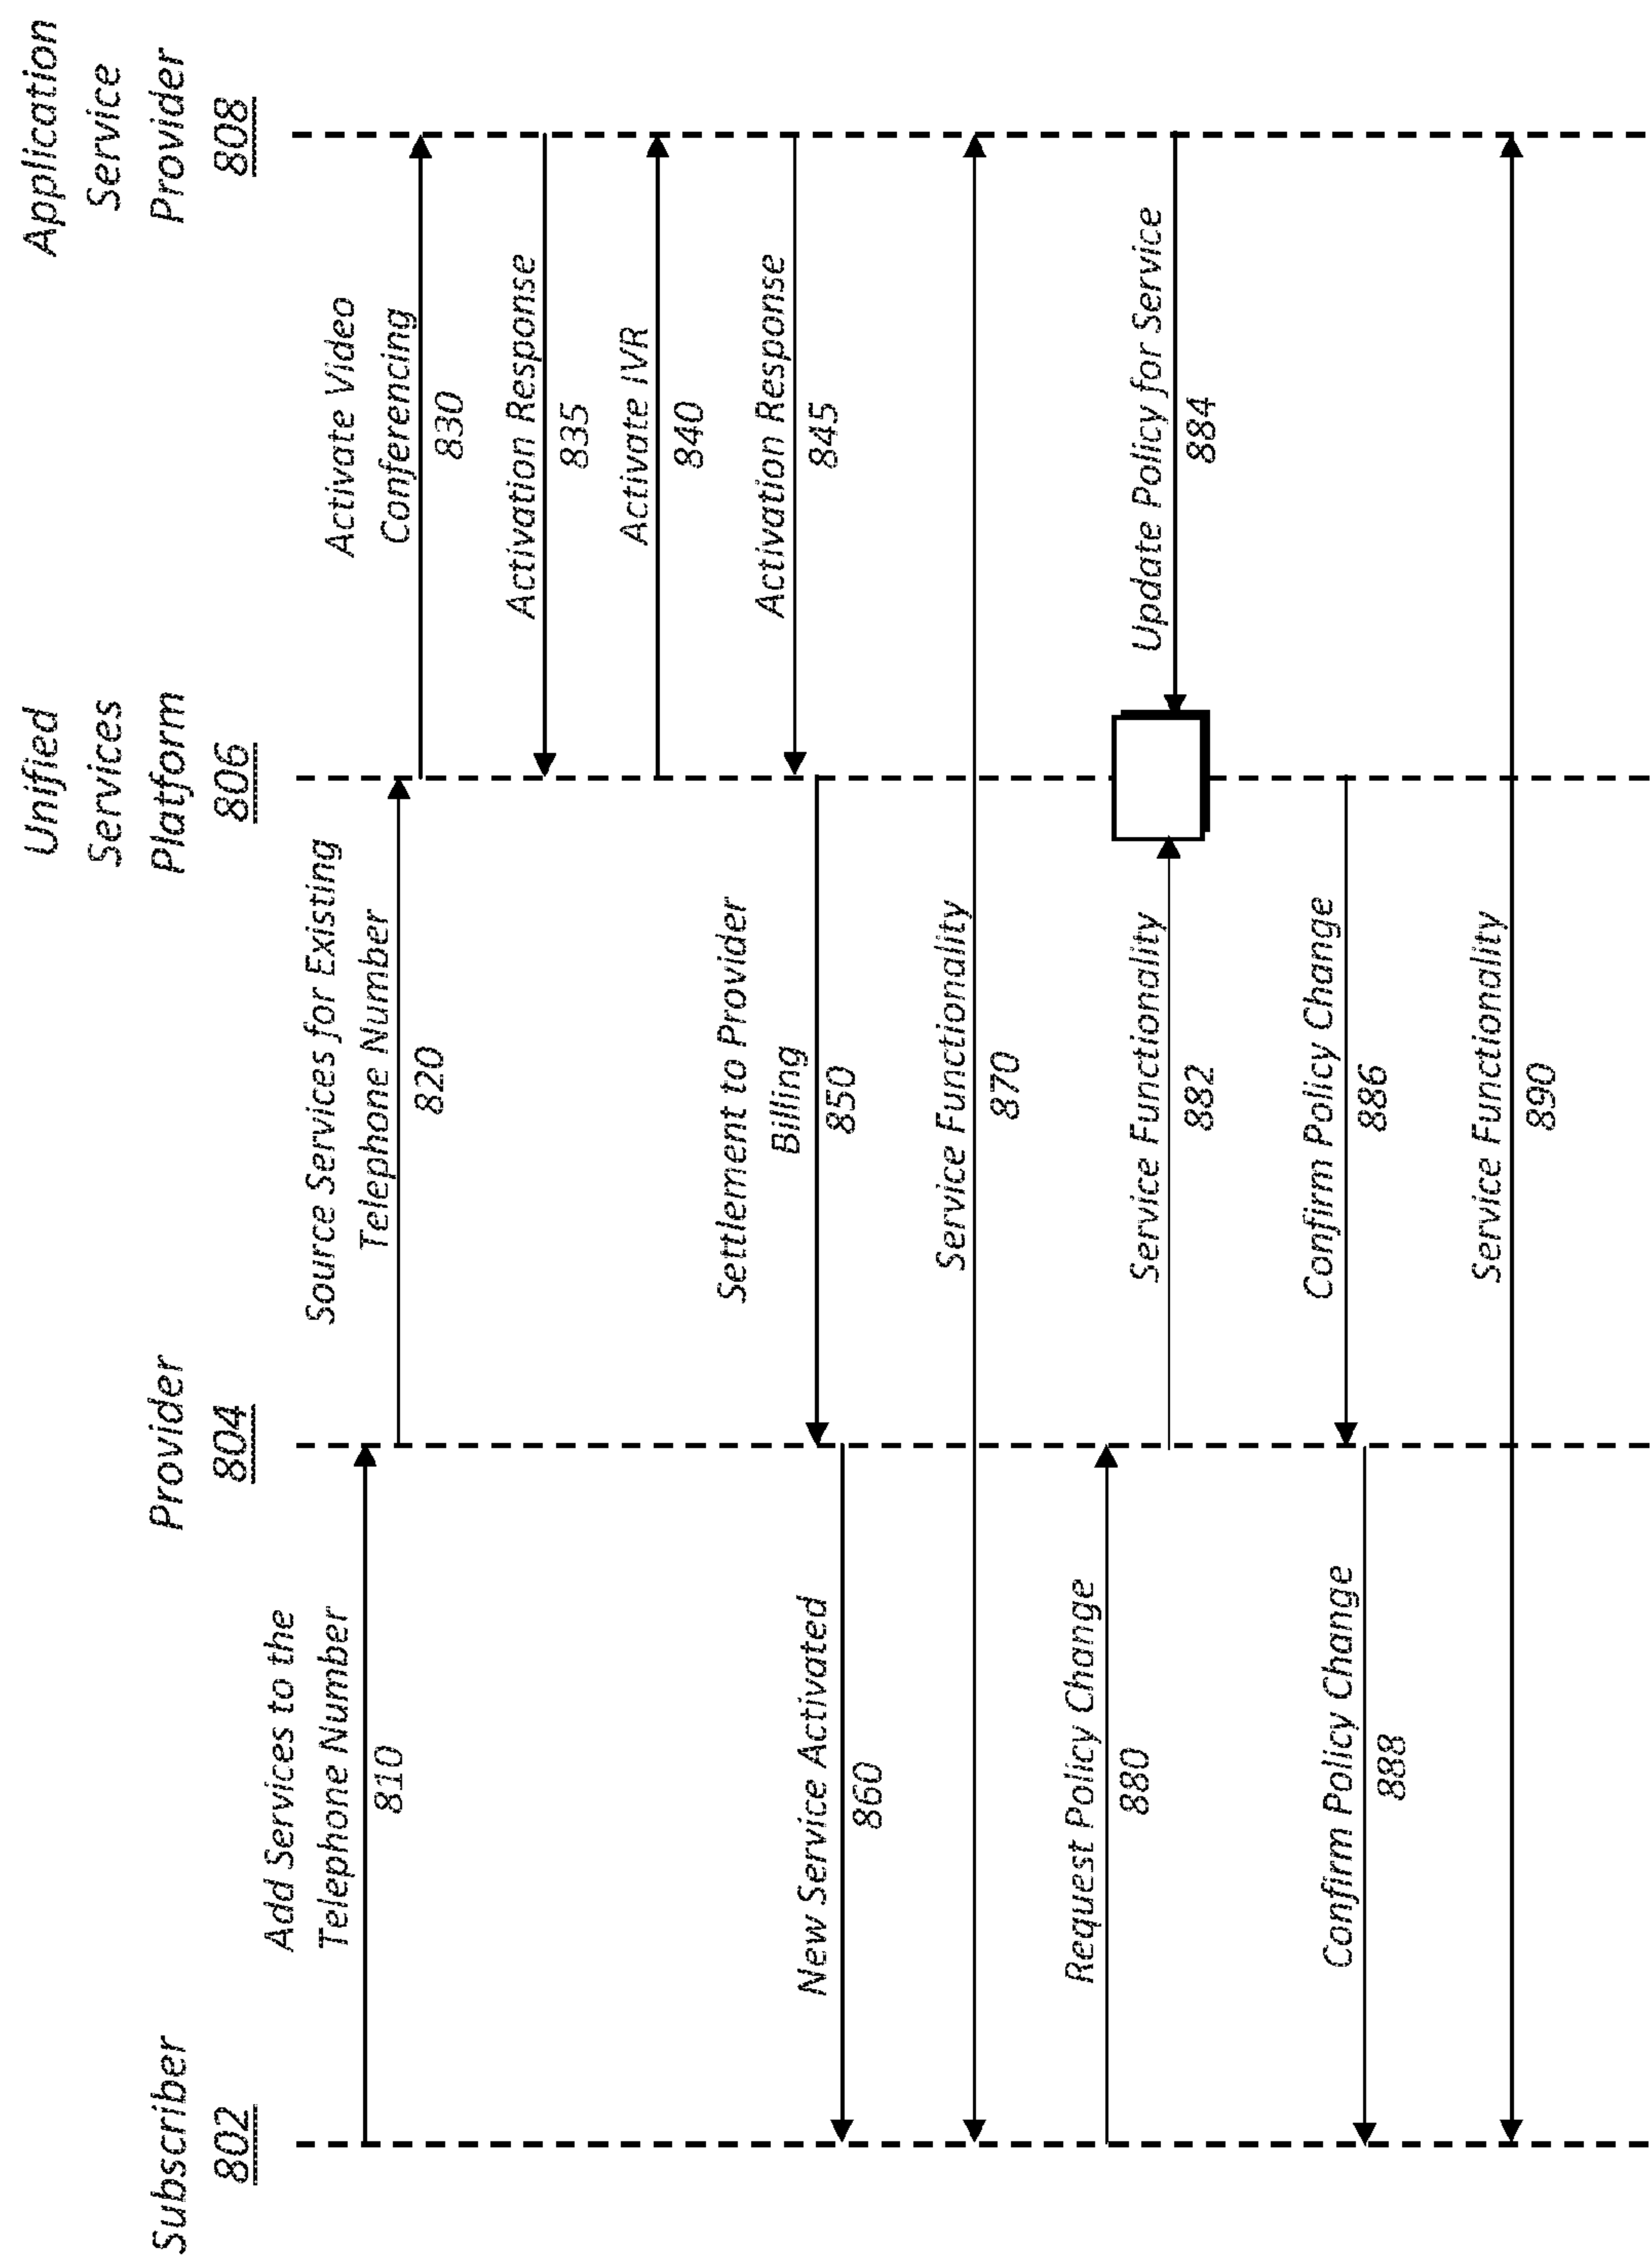 Subscriber
802
Provider
804
Unified
Services
Platform
806
Application
Service
Provider
808
Add Services to the
Telephone Number
810
Source Services for Existing
Telephone Number
820
Activate Video
Conferencing
830
Activation Response
835
Activate IVR
840
Activation Response
845
Settlement to Provider
Billing
850
New Service Activated
860
Service Functionality
870
Request Policy Change
880
Service Functionality
882
Update Policy for Service
884
Confirm Policy Change
886
Confirm Policy Change
888
Service Functionality
890